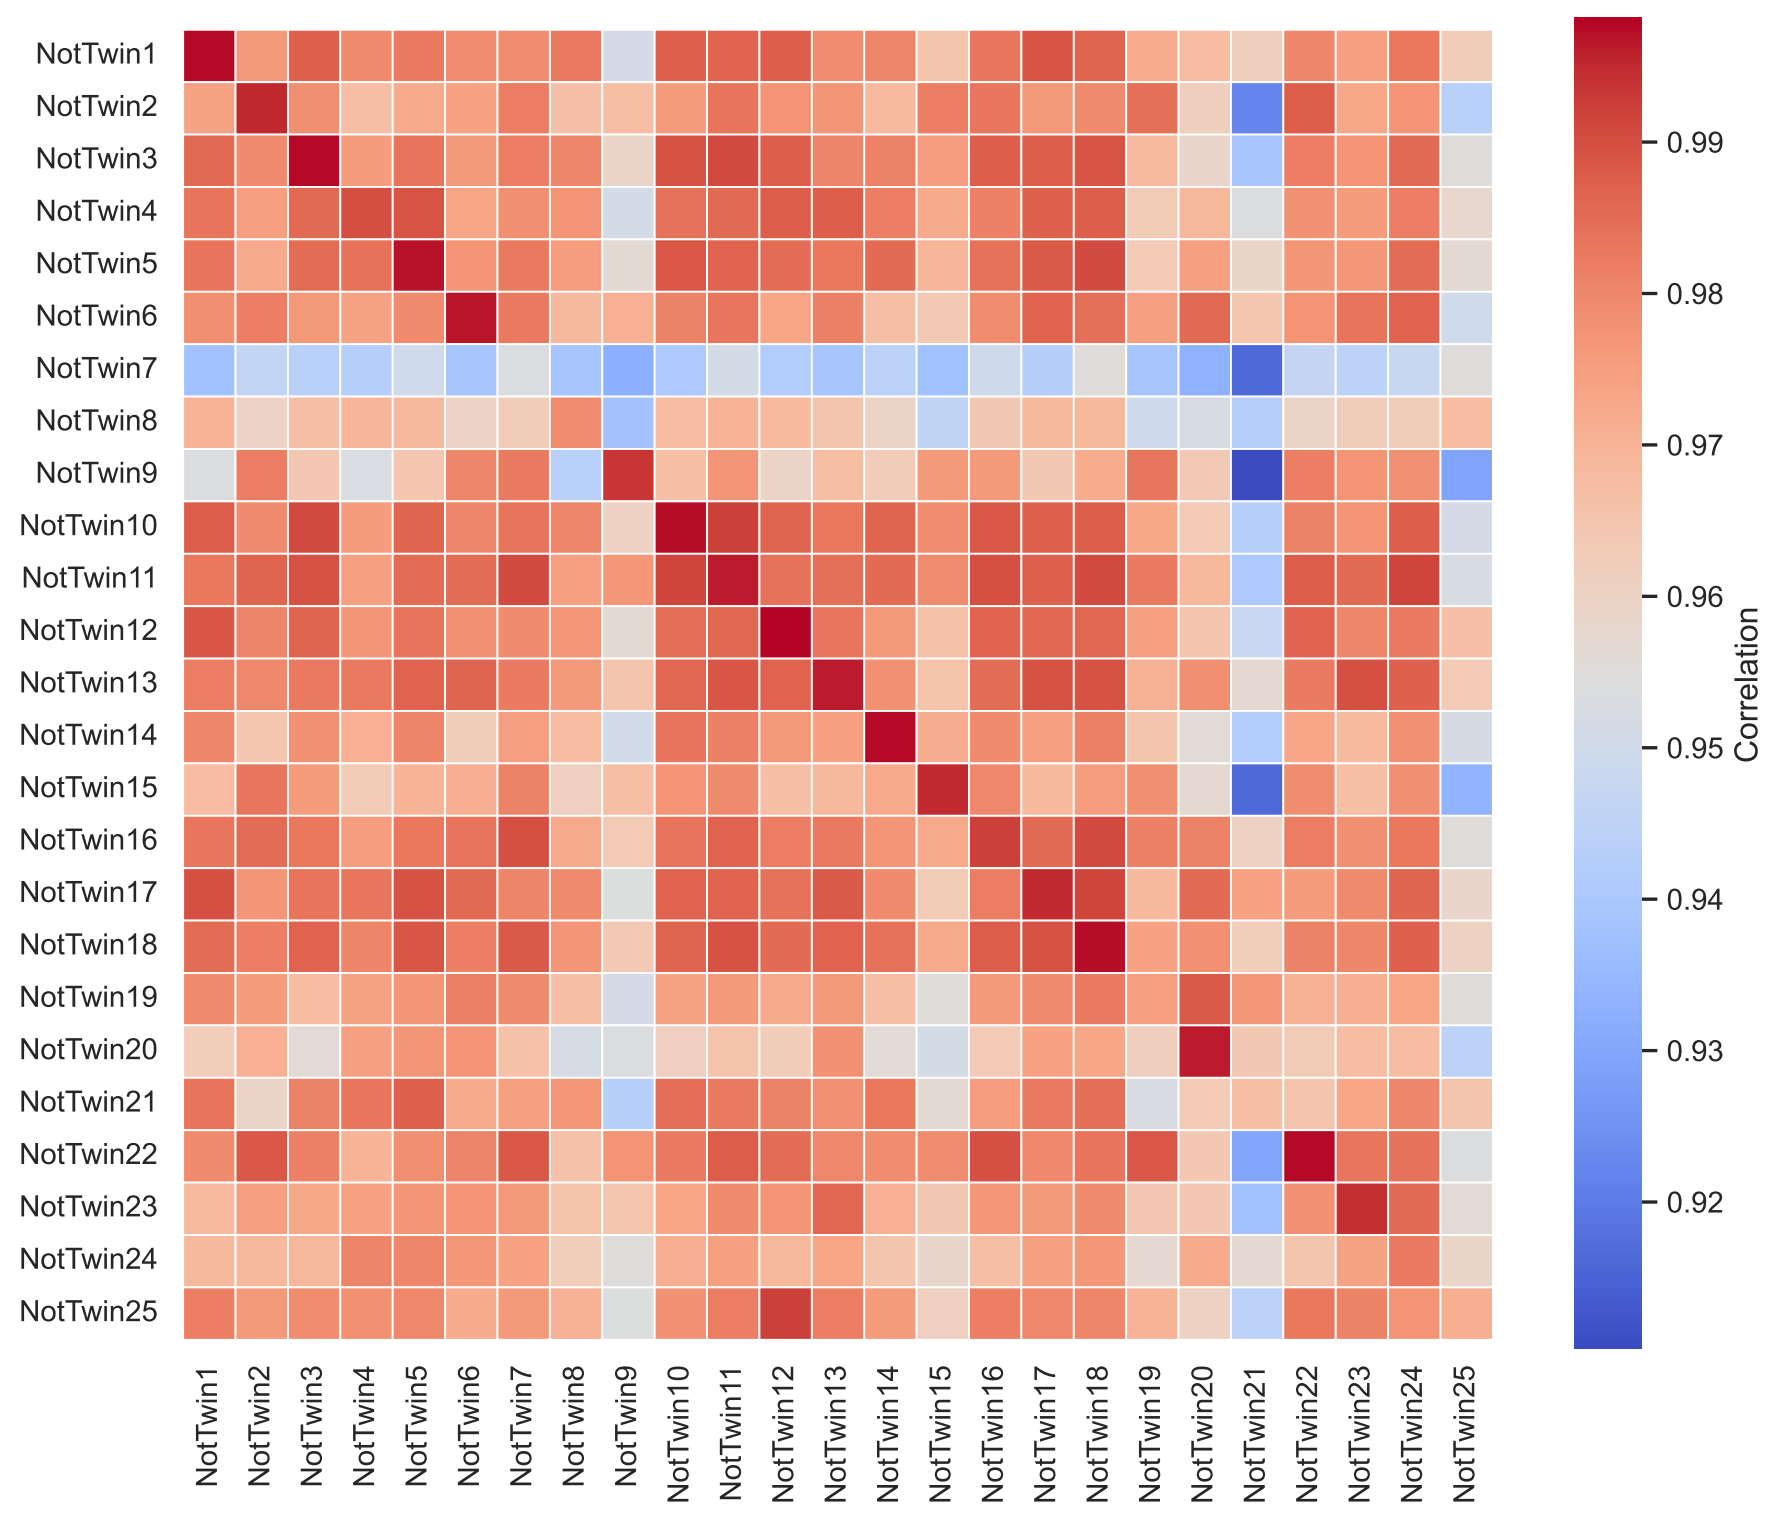 NotTwin1
NotTwin2
NotTwin3
NotTwin4
NotTwin5
NotTwin6
NotTwin7
NotTwin8
NotTwin9
NotTwin10
NotTwin11
NotTwin12
NotTwin13
NotTwin14
NotTwin15
NotTwin16
NotTwin17
NotTwin18
NotTwin19
NotTwin20
NotTwin21
NotTwin22
NotTwin23
NotTwin24
NotTwin25
NotTwin1
NotTwin2
NotTwin3
NotTwin4
NotTwin5
NotTwin6
NotTwin7
NotTwin8
NotTwin9
NotTwin10
NotTwin11
NotTwin12
NotTwin13
NotTwin14
NotTwin15
NotTwin16
NotTwin17
NotTwin18
NotTwin19
NotTwin20
NotTwin21
NotTwin22
NotTwin23
NotTwin24
NotTwin25
0.99
0.98
0.97
0.96
0.95
0.94
0.93
0.92
Correlation